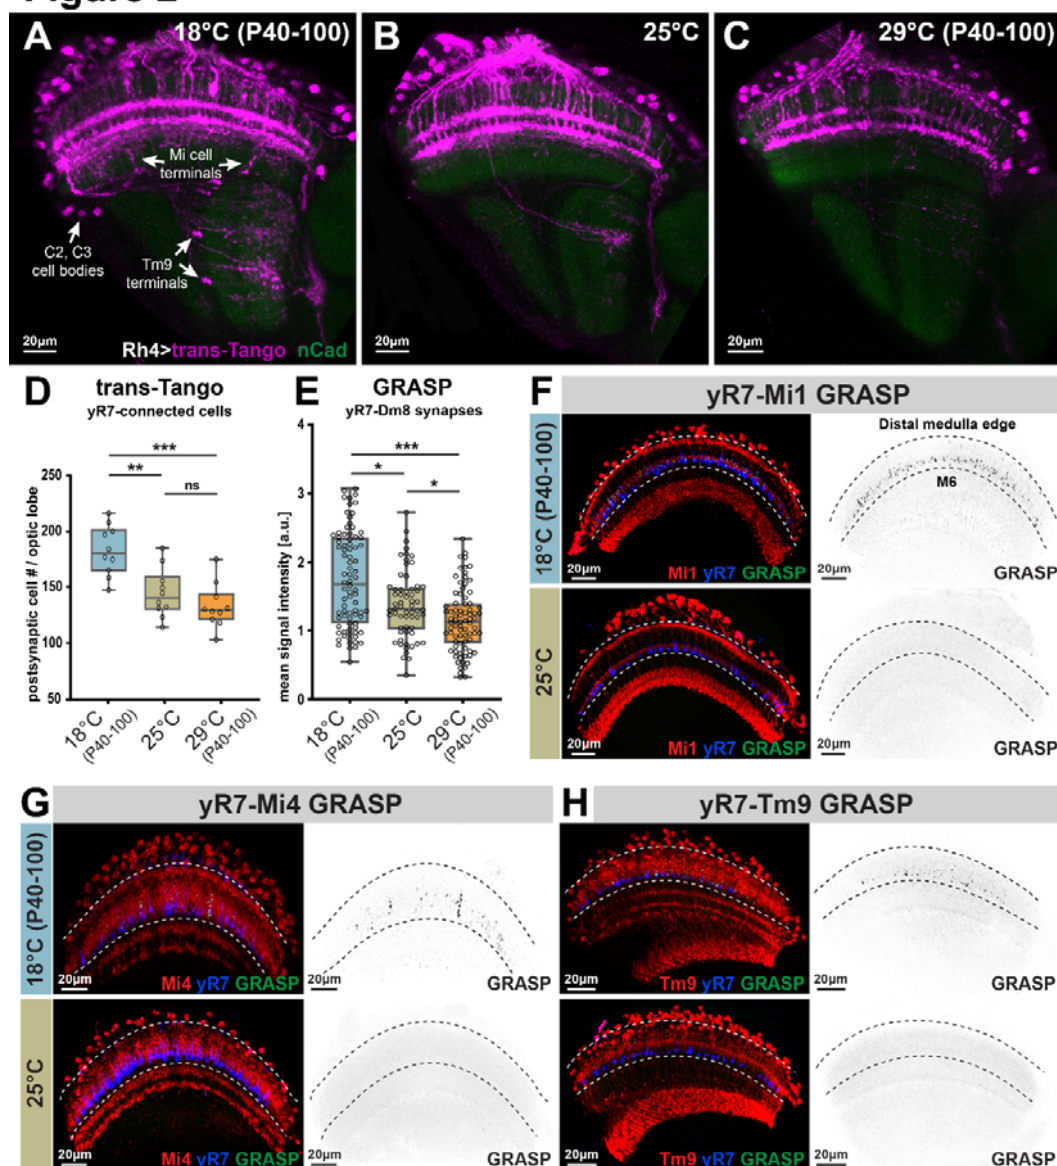 A
18°C (P40-100)
B
25°C
C
29°C (P40-100)
Mi cell
terminals
C2, C3
cell bodies
Tm9
terminals
20µm
Rh4>trans-Tango nCad
20µm
20µm
D
trans-Tango
yR7-connected cells
postsynaptic cell # / optic lobe
250
200
150
100
50
***
**
ns
18°C
(P40-100)
25°C
29°C
(P40-100)
E
GRASP
yR7-Dm8 synapses
mean signal intensity [a.u.]
4
3
2
1
0
***
*
*
18°C
(P40-100)
25°C
29°C
(P40-100)
F
yR7-Mi1 GRASP
18°C (P40-100)
20µm
Mi1 yR7 GRASP
Distal medulla edge
M6
20µm
GRASP
25°C
20µm
Mi1 yR7 GRASP
20µm
GRASP
G
yR7-Mi4 GRASP
18°C (P40-100)
20µm
Mi4 yR7 GRASP
20µm
GRASP
25°C
20µm
Mi4 yR7 GRASP
20µm
GRASP
H
yR7-Tm9 GRASP
20µm
Tm9 yR7 GRASP
20µm
GRASP
20µm
Tm9 yR7 GRASP
20µm
GRASP